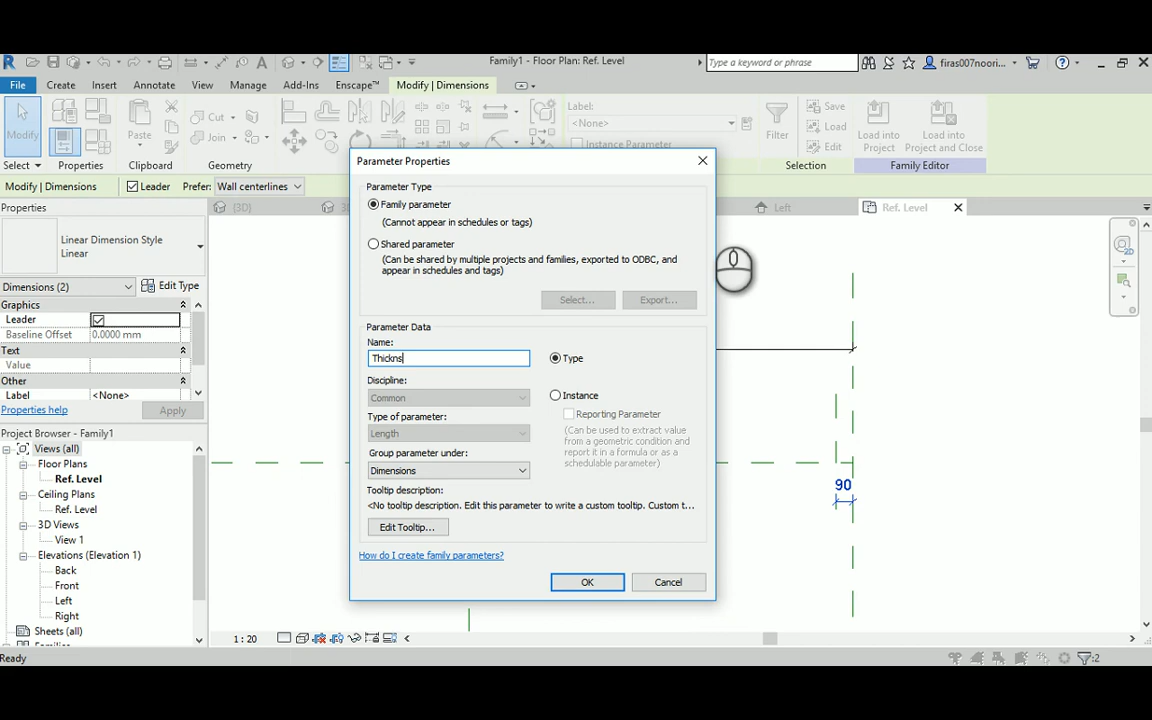 Family1 - Floor Plan: Ref. Level
Type a keyword or phrase
firas007noori...
File
Create
Insert
Annotate
View
Manage
Add-Ins
Enscape™
Modify | Dimensions
Modify
Select
Properties
Paste
Clipboard
Cut
Join
Geometry
Label:
<None>
Instance Parameter
Filter
Save
Load
Edit
Selection
Load into
Project
Load into
Project and Close
Family Editor
Modify | Dimensions
Leader
Prefer:
Wall centerlines
Properties
Linear Dimension Style
Linear
Dimensions (2)
Edit Type
Graphics
Leader
Baseline Offset
0.0000 mm
Text
Value
Other
Label
<None>
Properties help
Apply
Project Browser - Family1
Views (all)
Floor Plans
Ref. Level
Ceiling Plans
Ref. Level
3D Views
View 1
Elevations (Elevation 1)
Back
Front
Left
Right
Sheets (all)
Families
Ready
{3D}
Left
Ref. Level
Parameter Properties
Parameter Type
Family parameter
(Cannot appear in schedules or tags)
Shared parameter
(Can be shared by multiple projects and families, exported to ODBC, and
appear in schedules and tags)
Select...
Export...
Parameter Data
Name:
Thickns
Type
Discipline:
Common
Instance
Reporting Parameter
(Can be used to extract value
from a geometric condition and
report it in a formula or as a
schedulable parameter)
Type of parameter:
Length
Group parameter under:
Dimensions
Tooltip description:
<No tooltip description. Edit this parameter to write a custom tooltip. Custom t...
Edit Tooltip...
How do I create family parameters?
OK
Cancel
90
1 : 20
:2